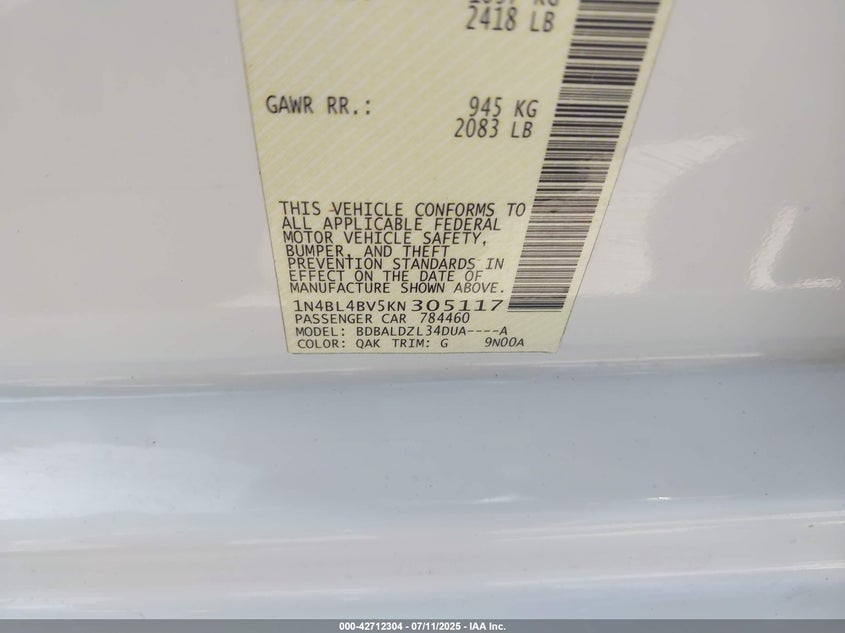 2418 LB
GAWR RR.: 945 KG
2083 LB
THIS VEHICLE CONFORMS TO
ALL APPLICABLE FEDERAL
MOTOR VEHICLE SAFETY,
BUMPER, AND THEFT
PREVENTION STANDARDS IN
EFFECT ON THE DATE OF
MANUFACTURE SHOWN ABOVE.
1N4BL4BV5KN305117
PASSENGER CAR 784460
MODEL: BDBALDZL34DUA----A
COLOR: QAK TRIM: G 9N00A
000-42712304 / 07/11/2025 - IAA Inc.